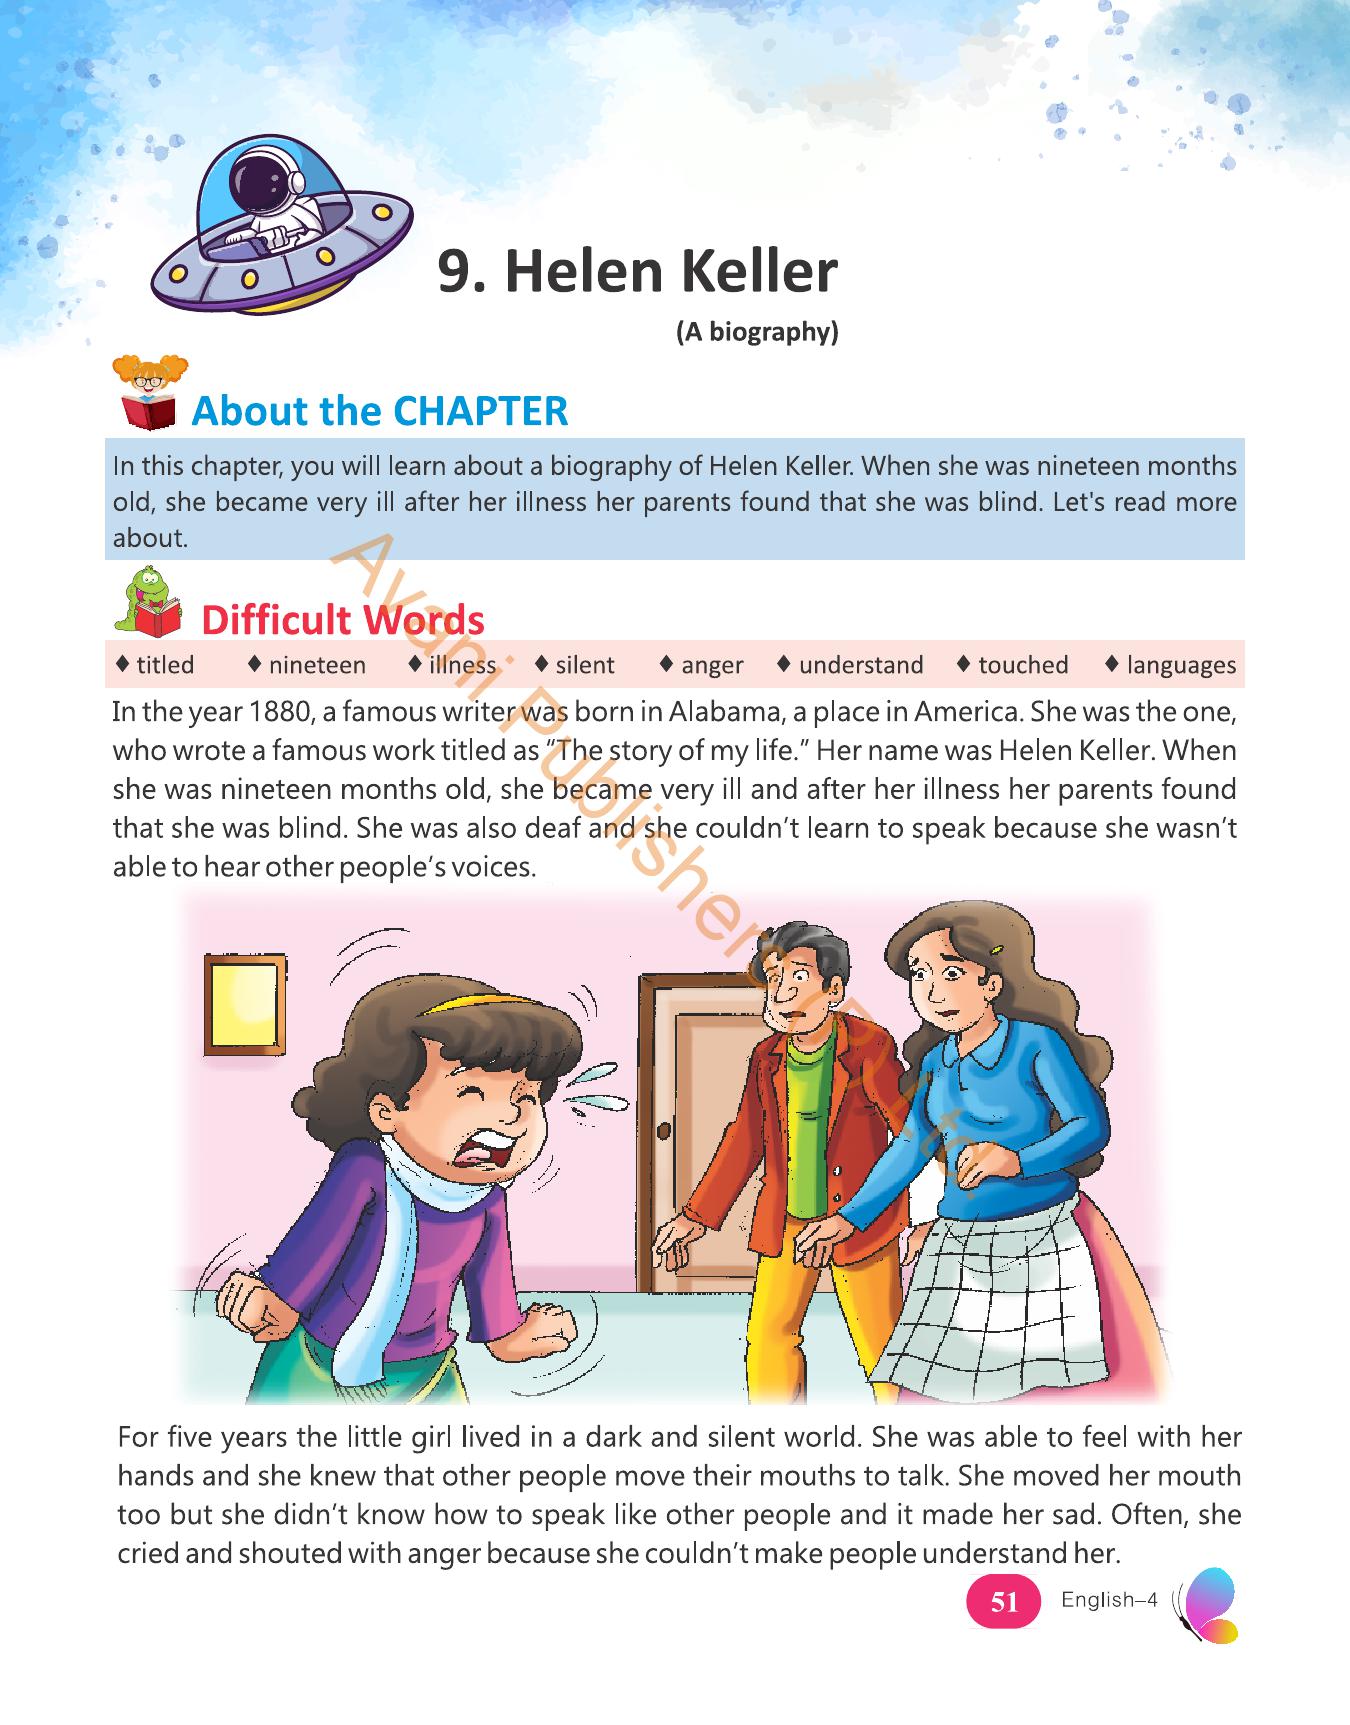 9. Helen Keller
(A biography)
About the CHAPTER
In this chapter, you will learn about a biography of Helen Keller. When she was nineteen months
old, she became very ill after her illness her parents found that she was blind. Let's read more
about.
Difficult Words
♦ titled ♦ nineteen ♦ illness ♦ silent ♦ anger ♦ understand ♦ touched ♦ languages
In the year 1880, a famous writer was born in Alabama, a place in America. She was the one,
who wrote a famous work titled as “The story of my life.” Her name was Helen Keller. When
she was nineteen months old, she became very ill and after her illness her parents found
that she was blind. She was also deaf and she couldn’t learn to speak because she wasn’t
able to hear other people’s voices.
For five years the little girl lived in a dark and silent world. She was able to feel with her
hands and she knew that other people move their mouths to talk. She moved her mouth
too but she didn’t know how to speak like other people and it made her sad. Often, she
cried and shouted with anger because she couldn’t make people understand her.
51 English–4
Avani Publishers